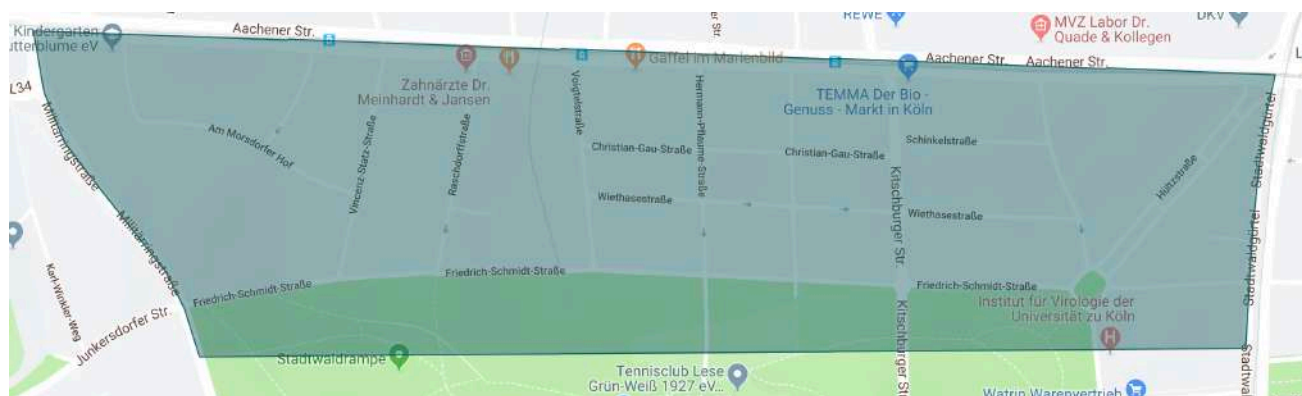 Kindergarten
utterblume eV
Aachener Str.
REWE
MVZ Labor Dr.
Quade & Kollegen
DKV
L34
Zahnärzte Dr.
Meinhardt & Jansen
Gaffel im Marienbild
Aachener Str.
Aachener Str.
TEMMA Der Bio -
Genuss - Markt in Köln
L
Militärringstraße
Am Morsdorfer Hof
Vincenz-Statz-Straße
Raschdorffstraße
Voigtelstraße
Hermann-Pflaume-Straße
Christian-Gau-Straße
Christian-Gau-Straße
Schinkelstraße
Hültzstraße
Stadtwaldgürtel
Wiethasestraße
Wiethasestraße
Kitschburger Str.
Militärringstraße
Karl-Winkler-Weg
Junkersdorfer Str.
Friedrich-Schmidt-Straße
Friedrich-Schmidt-Straße
Friedrich-Schmidt-Straße
Stadtwaldgürtel
Institut für Virologie der
Universität zu Köln
Stadtwaldrampe
Tennisclub Lese
Grün-Weiß 1927 eV...
Kitschburger St
Watrin Warenvertrieb
Stadtwa